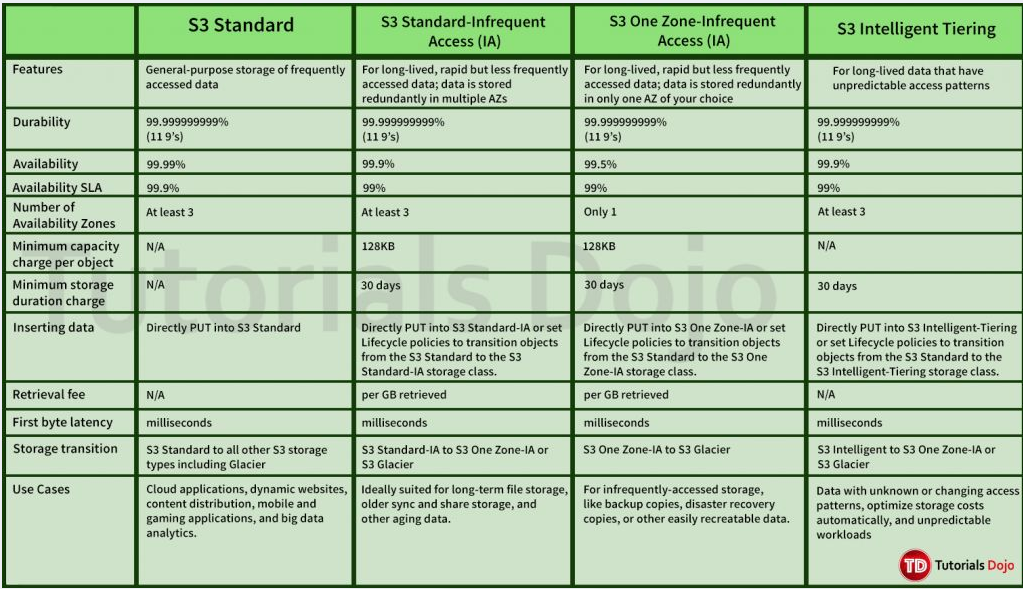 S3 Standard
S3 Standard-Infrequent
Access (IA)
S3 One Zone-Infrequent
Access (IA)
S3 Intelligent Tiering
Features
General-purpose storage of frequently
accessed data
For long-lived, rapid but less frequently
accessed data; data is stored
redundantly in multiple AZs
For long-lived, rapid but less frequently
accessed data; data is stored redundantly
in only one AZ of your choice
For long-lived data that have
unpredictable access patterns
Durability
99.999999999%
(11 9's)
99.999999999%
(11 9's)
99.999999999%
(11 9's)
99.999999999%
(11 9's)
Availability
99.99%
99.9%
99.5%
99.9%
Availability SLA
99.9%
99%
99%
99%
Number of
Availability Zones
At least 3
At least 3
Only 1
At least 3
Minimum capacity
charge per object
N/A
128KB
128KB
N/A
Minimum storage
duration charge
N/A
30 days
30 days
30 days
Inserting data
Directly PUT into S3 Standard
Directly PUT into S3 Standard-IA or set
Lifecycle policies to transition objects
from the S3 Standard to the S3
Standard-IA storage class.
Directly PUT into S3 One Zone-IA or set
Lifecycle policies to transition objects
from the S3 Standard to the S3 One
Zone-IA storage class.
Directly PUT into S3 Intelligent-Tiering
or set Lifecycle policies to transition
objects from the S3 Standard to the
S3 Intelligent-Tiering storage class.
Retrieval fee
N/A
per GB retrieved
per GB retrieved
N/A
First byte latency
milliseconds
milliseconds
milliseconds
milliseconds
Storage transition
S3 Standard to all other S3 storage
types including Glacier
S3 Standard-IA to S3 One Zone-IA or
S3 Glacier
S3 One Zone-IA to S3 Glacier
S3 Intelligent to S3 One Zone-IA or
S3 Glacier
Use Cases
Cloud applications, dynamic websites,
content distribution, mobile and
gaming applications, and big data
analytics.
Ideally suited for long-term file storage,
older sync and share storage, and
other aging data.
For infrequently-accessed storage,
like backup copies, disaster recovery
copies, or other easily recreatable data.
Data with unknown or changing access
patterns, optimize storage costs
automatically, and unpredictable
workloads
Tutorials Dojo
TD Tutorials Dojo